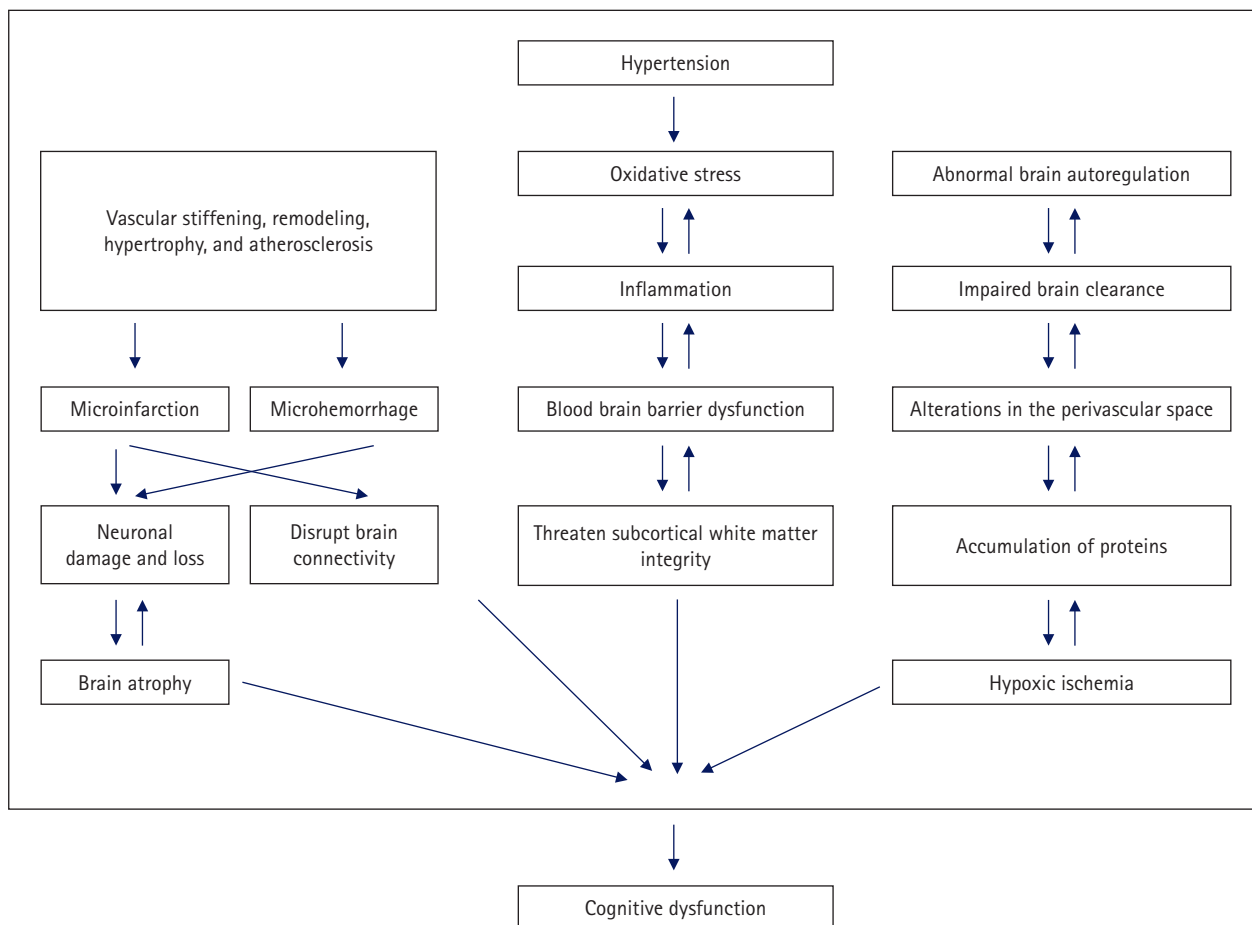 Hypertension
Oxidative stress
Abnormal brain autoregulation
Vascular stiffening, remodeling,
hypertrophy, and atherosclerosis
Inflammation
Impaired brain clearance
Microinfarction
Microhemorrhage
Blood brain barrier dysfunction
Alterations in the perivascular space
Neuronal
damage and loss
Disrupt brain
connectivity
Threaten subcortical white matter
integrity
Accumulation of proteins
Brain atrophy
Hypoxic ischemia
Cognitive dysfunction